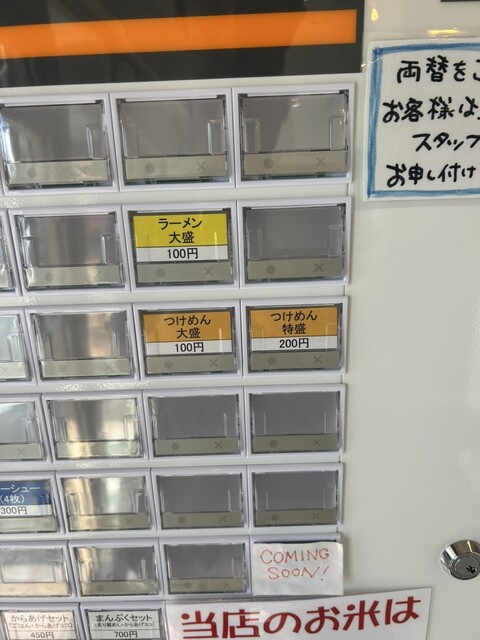 両替を
お客様は
スタッフ
お申し付け
ラーメン
大盛
100円
つけめん
大盛
100円
つけめん
特盛
200円
ーシュー
(4枚)
300円
COMING
SOON!
からあげセット
450円
まんぷくセット
700円
当店のお米は